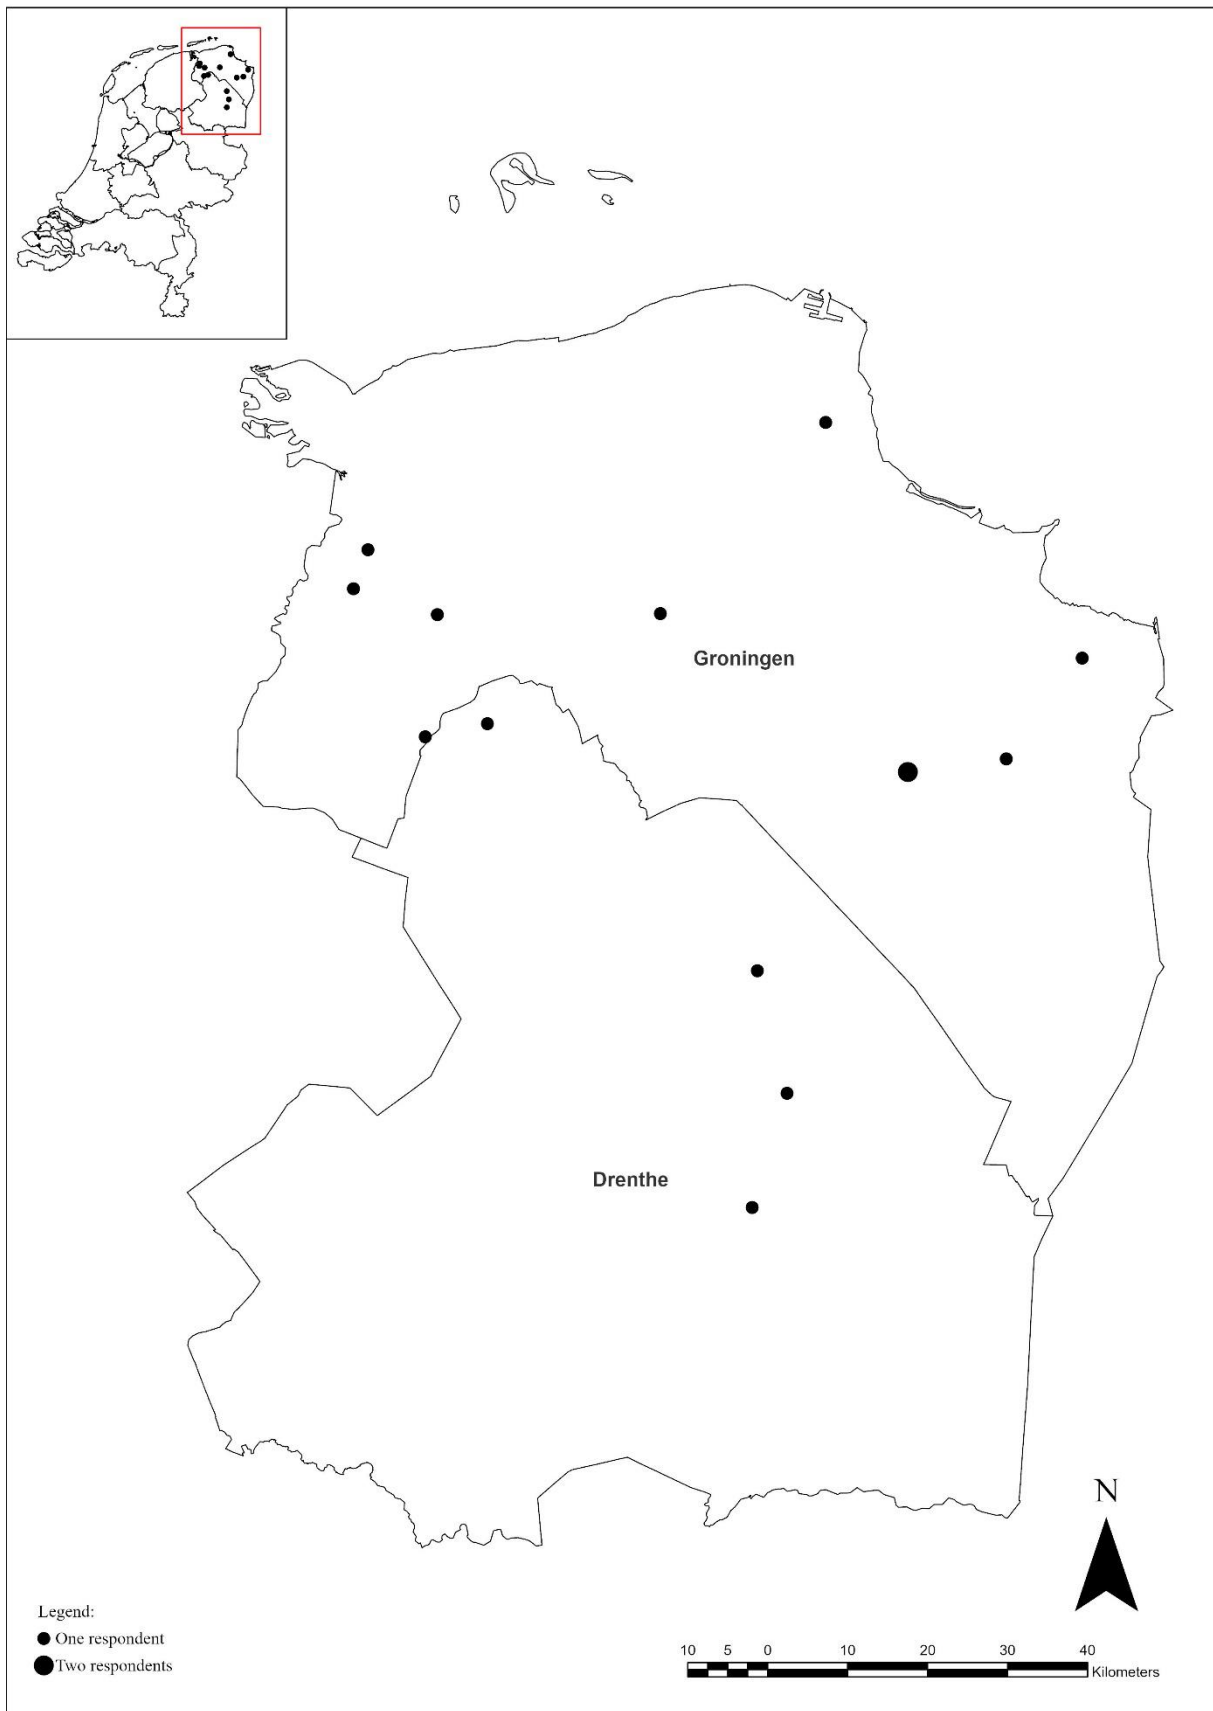 Groningen
Drenthe
N
Legend:
One respondent
Two respondents
10 5 0 10 20 30 40
Kilometers